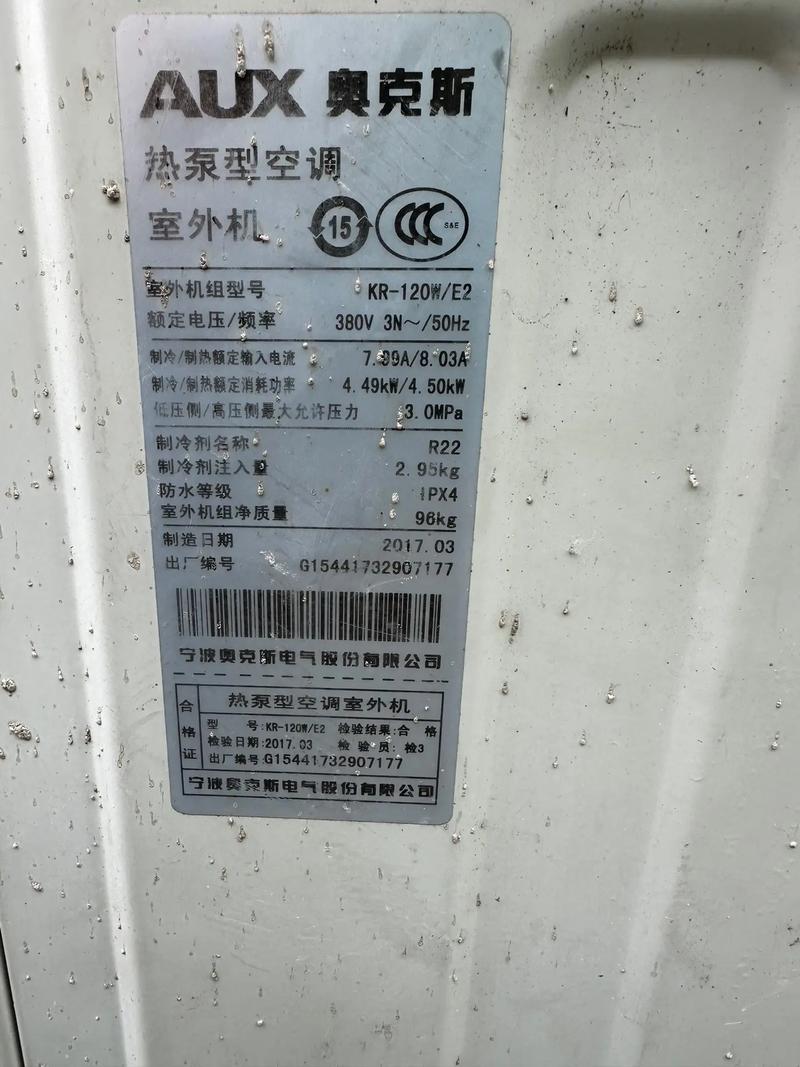 AUX 奥克斯
热泵型空调
室外机 15 CCC S&E
室外机组型号 KR-120W/E2
额定电压/频率 380V 3N～/50Hz
制冷/制热额定输入电流 7.99A/8.03A
制冷/制热额定消耗功率 4.49kW/4.50kW
低压侧/高压侧最大允许压力 3.0MPa
制冷剂名称 R22
制冷剂注入量 2.95kg
防水等级 IPX4
室外机组净质量 96kg
制造日期 2017.03
出厂编号 G15441732907177
宁波奥克斯电气股份有限公司
合格证
热泵型空调室外机
型 号:KR-120W/E2 检验结果:合 格
检验日期:2017.03 检 验 员: 检3
出厂编号:G15441732907177
宁波奥克斯电气股份有限公司